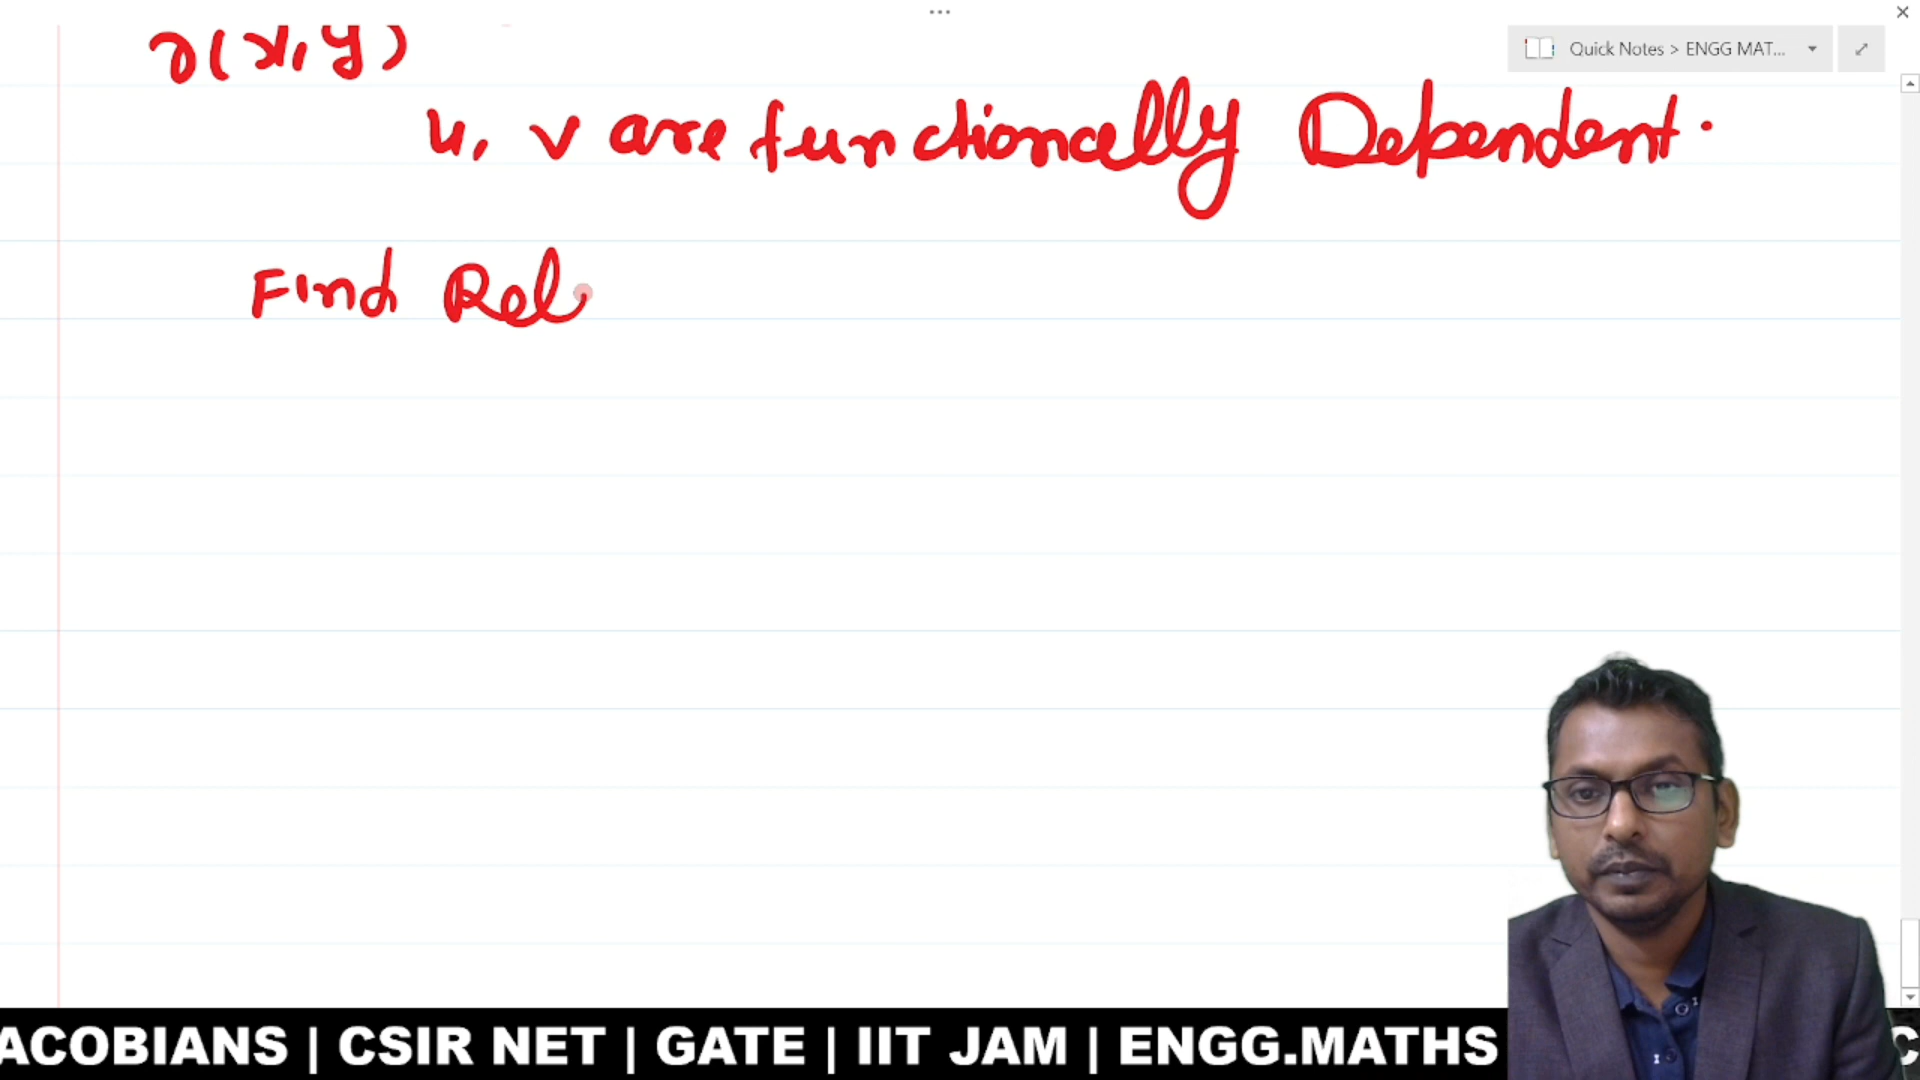 ∂(x,y)
Quick Notes > ENGG MAT...
u, v are functionally Dependent.
Find Rel
ACOBIANS | CSIR NET | GATE | IIT JAM | ENGG.MATHS
C